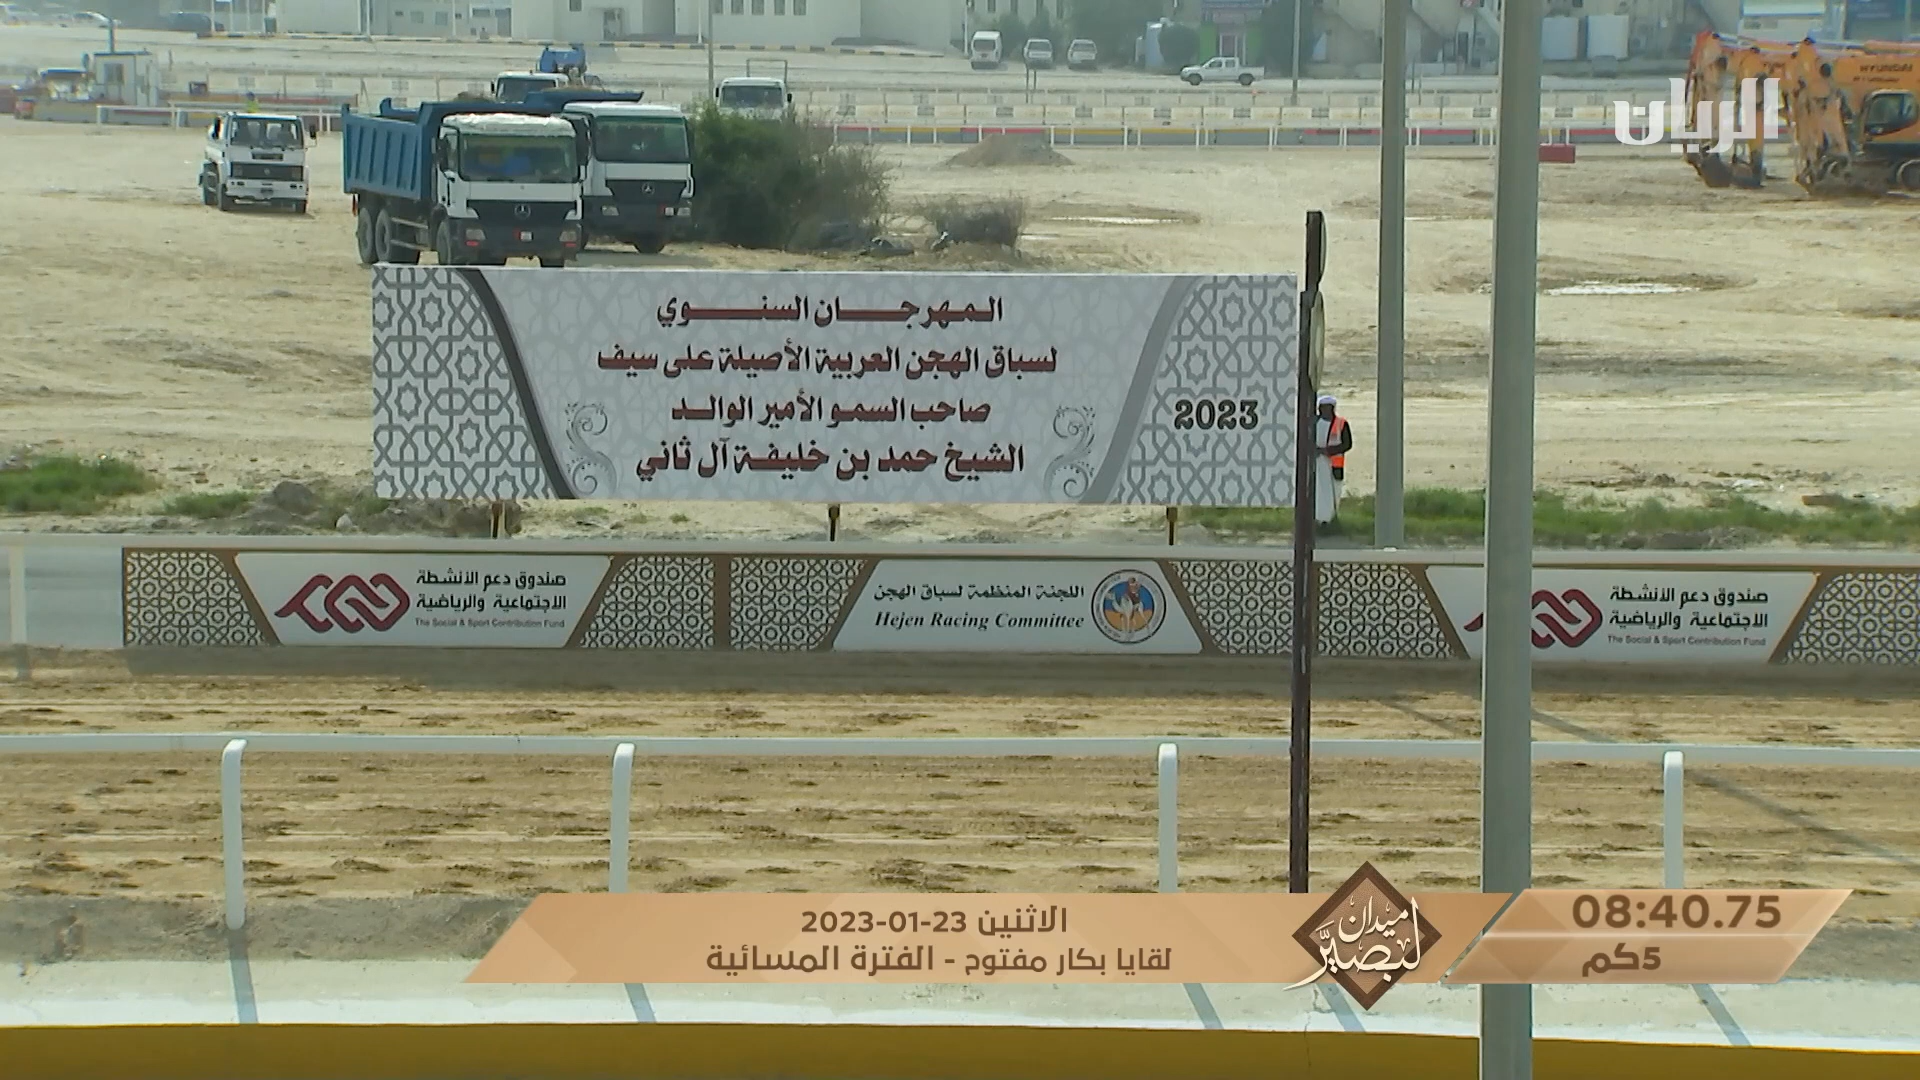 الريان
HYUNDAI
المهرجان السنوي
لسباق الهجن العربية الأصيلة على سيف
صاحب السمو الأمير الوالد
الشيخ حمد بن خليفة آل ثاني
2023
صندوق دعم الأنشطة
الاجتماعية والرياضية
The Social & Sport Contribution Fund
اللجنة المنظمة لسباق الهجن
Hejen Racing Committee
صندوق دعم الأنشطة
الاجتماعية والرياضية
The Social & Sport Contribution Fund
الاثنين 23-01-2023
لقايا بكار مفتوح - الفترة المسائية
ميدان
لبصير
08:40.75
5كم